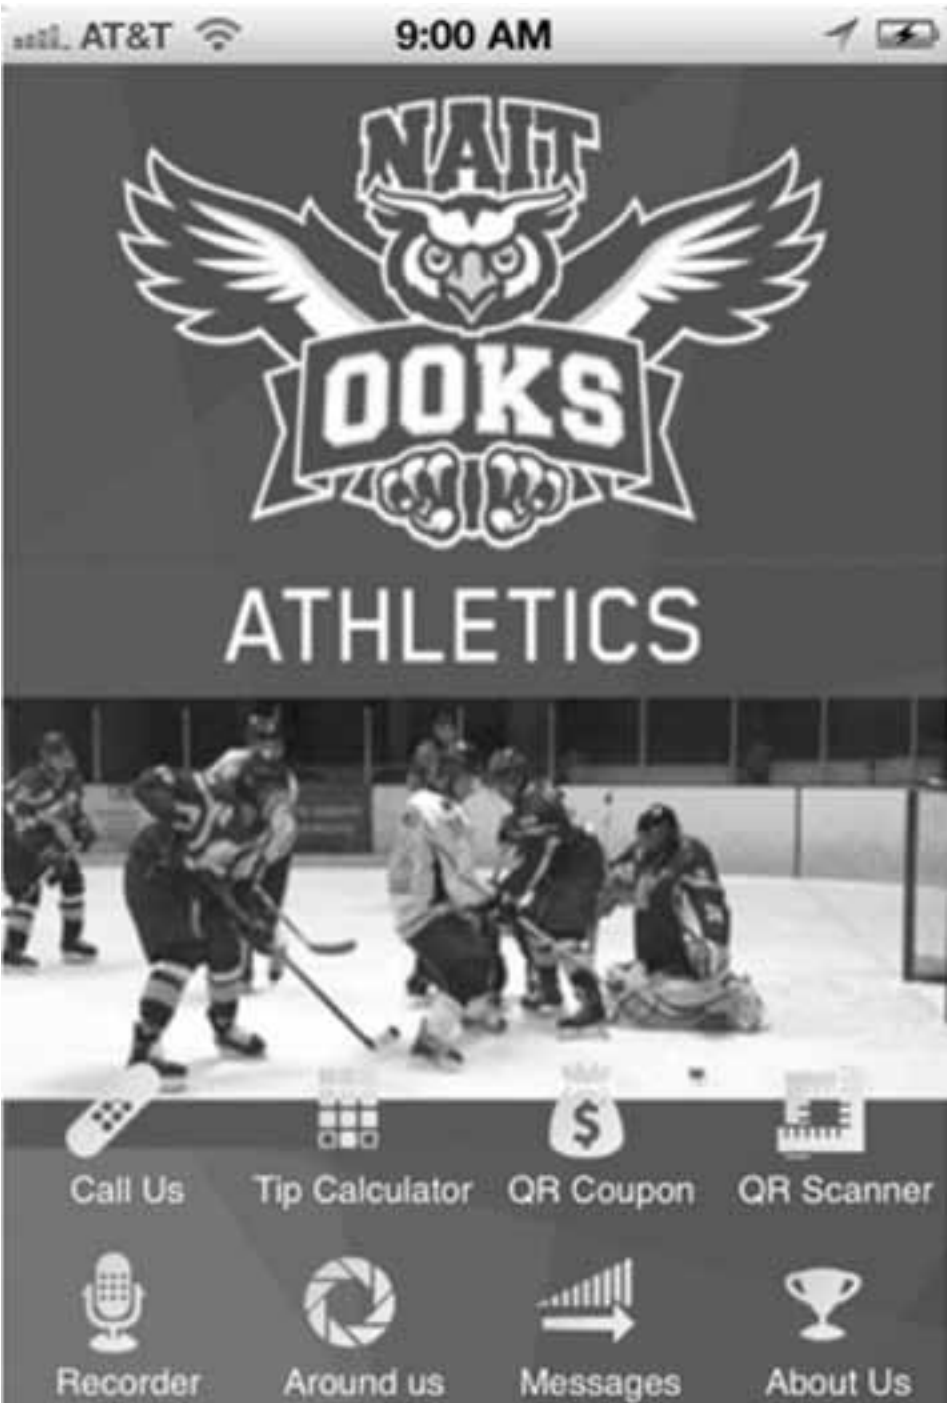 AT&T 9:00 AM
NAIT
OOKS
ATHLETICS
Call Us Tip Calculator QR Coupon QR Scanner
$
Recorder Around us Messages About Us